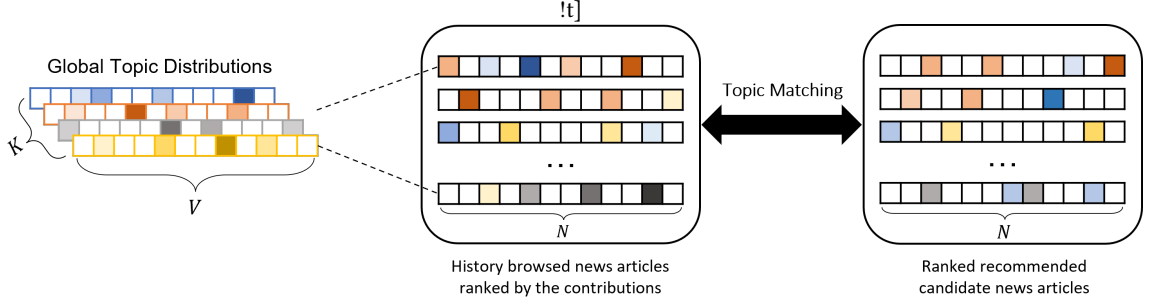 !t]
Global Topic Distributions
K
V
Topic Matching
...
N
...
N
History browsed news articles
ranked by the contributions
Ranked recommended
candidate news articles